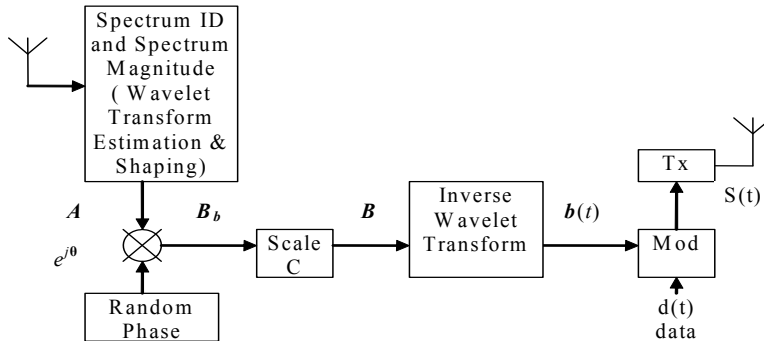 Spectrum ID
and Spectrum
Magnitude
( Wavelet
Transform
Estimation &
Shaping)
A
e^{jθ}
B_b
Random
Phase
Scale
C
B
Inverse
Wavelet
Transform
b(t)
Tx
S(t)
Mod
d(t)
data